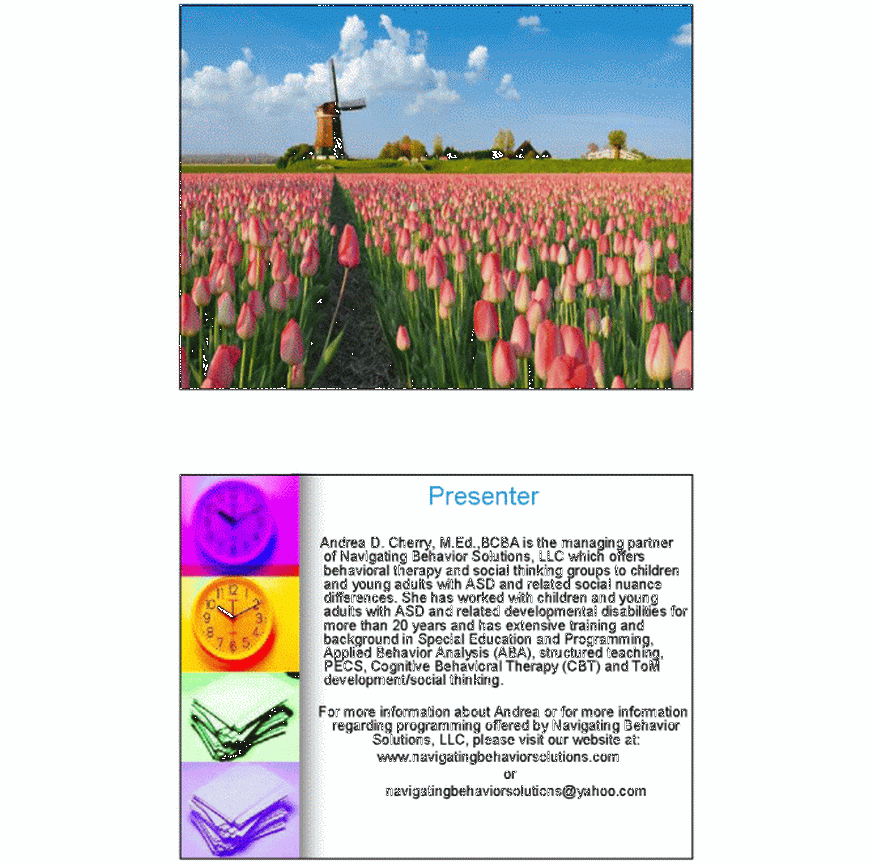 Presenter
Andrea D. Cherry, M.Ed.,BCBA is the managing partner
of Navigating Behavior Solutions, LLC which offers
behavioral therapy and social thinking groups to children
and young adults with ASD and related social nuance
differences. She has worked with children and young
adults with ASD and related developmental disabilities for
more than 20 years and has extensive training and
background in Special Education and Programming,
Applied Behavior Analysis (ABA), structured teaching,
PECS, Cognitive Behavioral Therapy (CBT) and ToM
development/social thinking.
For more information about Andrea or for more information
regarding programming offered by Navigating Behavior
Solutions, LLC, please visit our website at:
www.navigatingbehaviorsolutions.com
or
navigatingbehaviorsolutions@yahoo.com